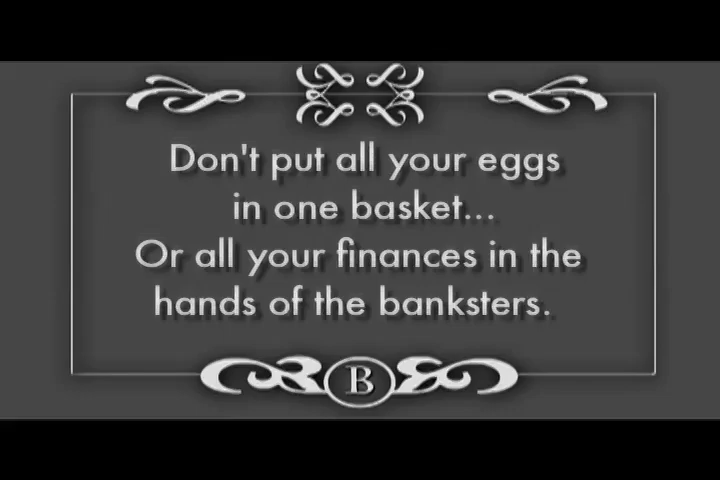 Don't put all your eggs
in one basket...
Or all your finances in the
hands of the banksters.
B